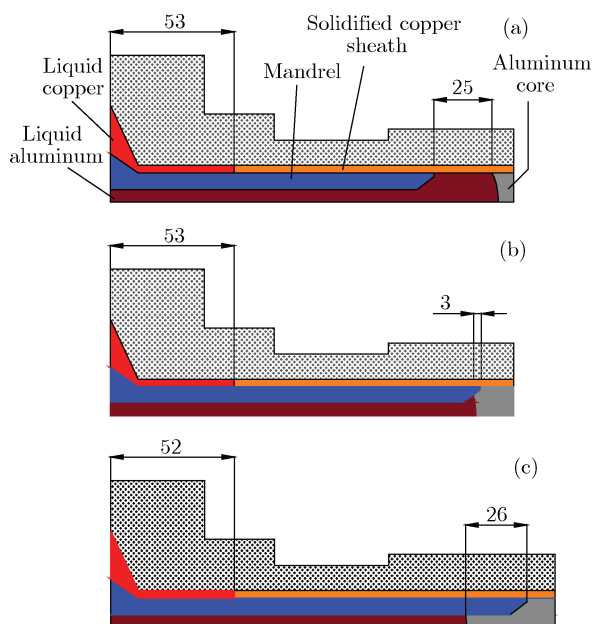 53
Solidified copper
sheath
(a)
Liquid
copper
Mandrel
Aluminum
core
25
Liquid
aluminum
53
(b)
3
52
(c)
26